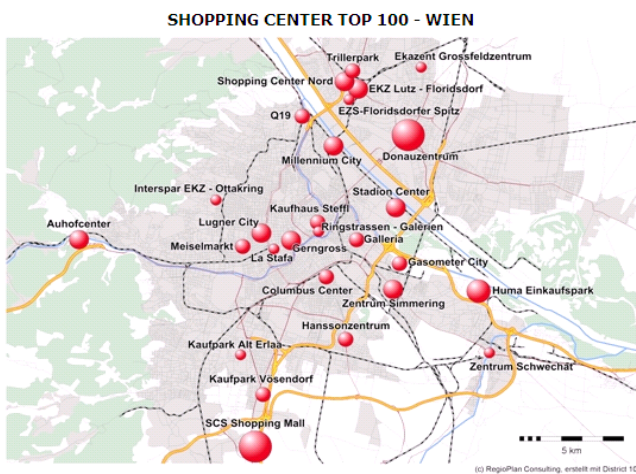 SHOPPING CENTER TOP 100 - WIEN
Trillerpark
Ekazent Grossfeldzentrum
Shopping Center Nord
EKZ Lutz - Floridsdorf
EZS-Floridsdorfer Spitz
Q19
Donauzentrum
Millennium City
Interspar EKZ - Ottakring
Stadion Center
Kaufhaus Steffl
Auhofcenter
Lugner City
Ringstrassen - Galerien
Meiselmarkt
Gerngross
Galleria
La Stafa
Gasometer City
Columbus Center
Huma Einkaufspark
Zentrum Simmering
Hanssonzentrum
Kaufpark Alt Erlaa
Zentrum Schwechat
Kaufpark Vösendorf
SCS Shopping Mall
5 km
(c) RegioPlan Consulting, erstellt mit District 10